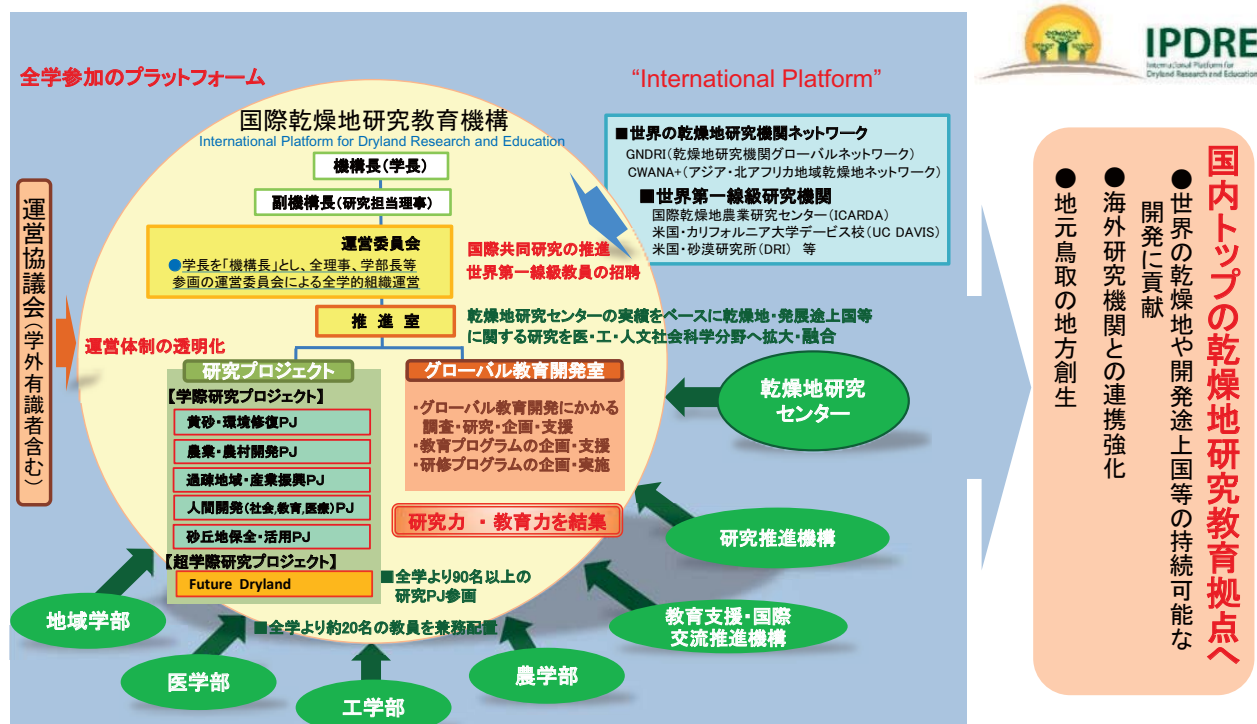 全学参加のプラットフォーム
国際乾燥地研究教育機構
International Platform for Dryland Research and Education
機構長(学長)
副機構長(研究担当理事)
運営委員会
●学長を「機構長」とし、全理事、学部長等
参画の運営委員会による全学的組織運営
推 進 室
運営協議会(学外有識者含む)
運営体制の透明化
“International Platform”
■世界の乾燥地研究機関ネットワーク
GNDRI(乾燥地研究機関グローバルネットワーク)
CWANA+(アジア・北アフリカ地域乾燥地ネットワーク)
■世界第一線級研究機関
国際乾燥地農業研究センター(ICARDA)
米国・カリフォルニア大学デービス校(UC DAVIS)
米国・砂漠研究所(DRI) 等
国際共同研究の推進
世界第一線級教員の招聘
乾燥地研究センターの実績をベースに乾燥地・発展途上国等
に関する研究を医・工・人文社会科学分野へ拡大・融合
研究プロジェクト
【学際研究プロジェクト】
黄砂・環境修復PJ
農業・農村開発PJ
過疎地域・産業振興PJ
人間開発(社会,教育,医療)PJ
砂丘地保全・活用PJ
【超学際研究プロジェクト】
Future Dryland
グローバル教育開発室
・グローバル教育開発にかかる
調査・研究・企画・支援
・教育プログラムの企画・支援
・研修プログラムの企画・実施
研究力 ・教育力を結集
■全学より90名以上の
研究PJ参画
■全学より約20名の教員を兼務配置
乾燥地研究
センター
研究推進機構
教育支援・国際
交流推進機構
地域学部
医学部
工学部
農学部
IPDRE
International Platform for
Dryland Research and Education
国内トップの乾燥地研究教育拠点へ
●世界の乾燥地や開発途上国等の持続可能な
開発に貢献
●海外研究機関との連携強化
●地元鳥取の地方創生